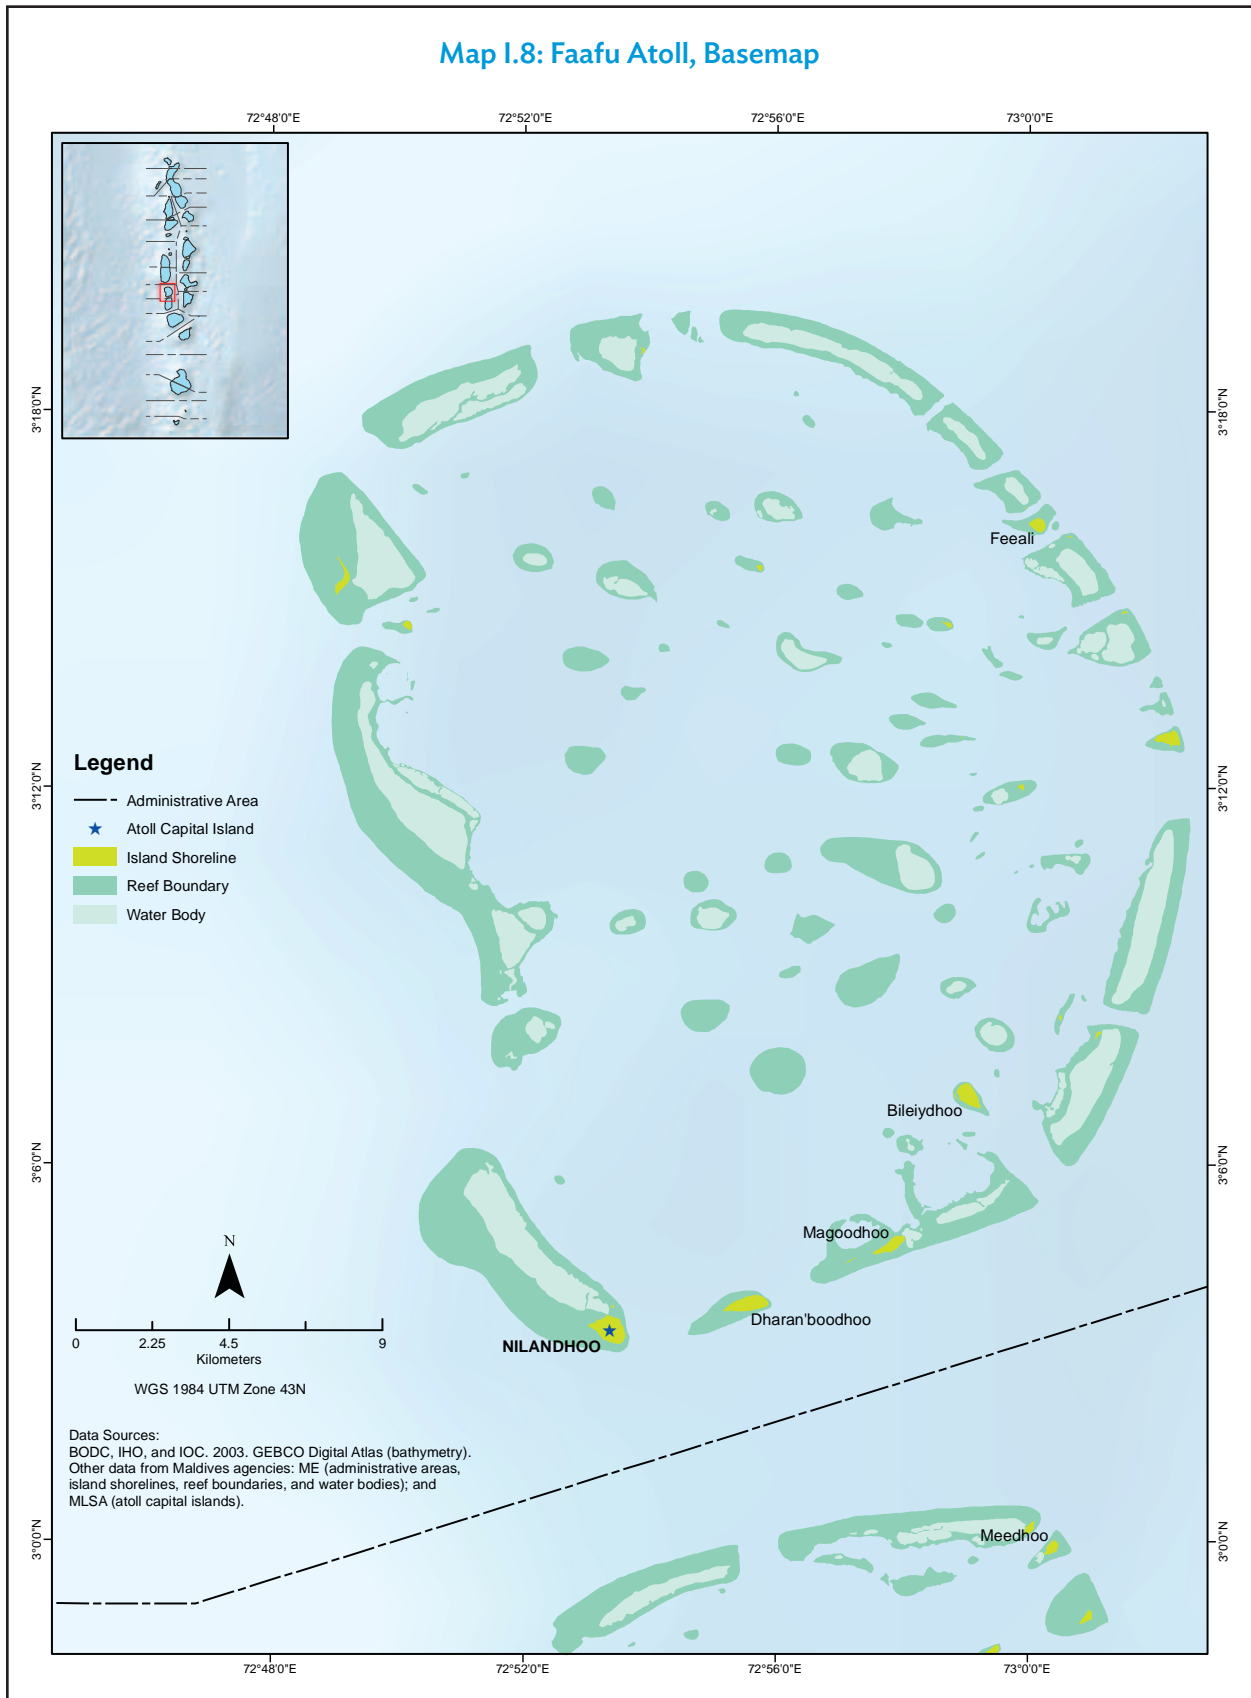 Map I.8: Faafu Atoll, Basemap
72°48'0"E
72°52'0"E
72°56'0"E
73°0'0"E
3°18'0"N
3°18'0"N
Feeali
Legend
Administrative Area
Atoll Capital Island
Island Shoreline
Reef Boundary
Water Body
3°12'0"N
3°12'0"N
Bileiydhoo
3°6'0"N
3°6'0"N
Magoodhoo
Dharan'boodhoo
NILANDHOO
N
0
2.25
4.5
9
Kilometers
WGS 1984 UTM Zone 43N
Data Sources:
BODC, IHO, and IOC. 2003. GEBCO Digital Atlas (bathymetry).
Other data from Maldives agencies: ME (administrative areas,
island shorelines, reef boundaries, and water bodies); and
MLSA (atoll capital islands).
Meedhoo
3°0'0"N
3°0'0"N
72°48'0"E
72°52'0"E
72°56'0"E
73°0'0"E